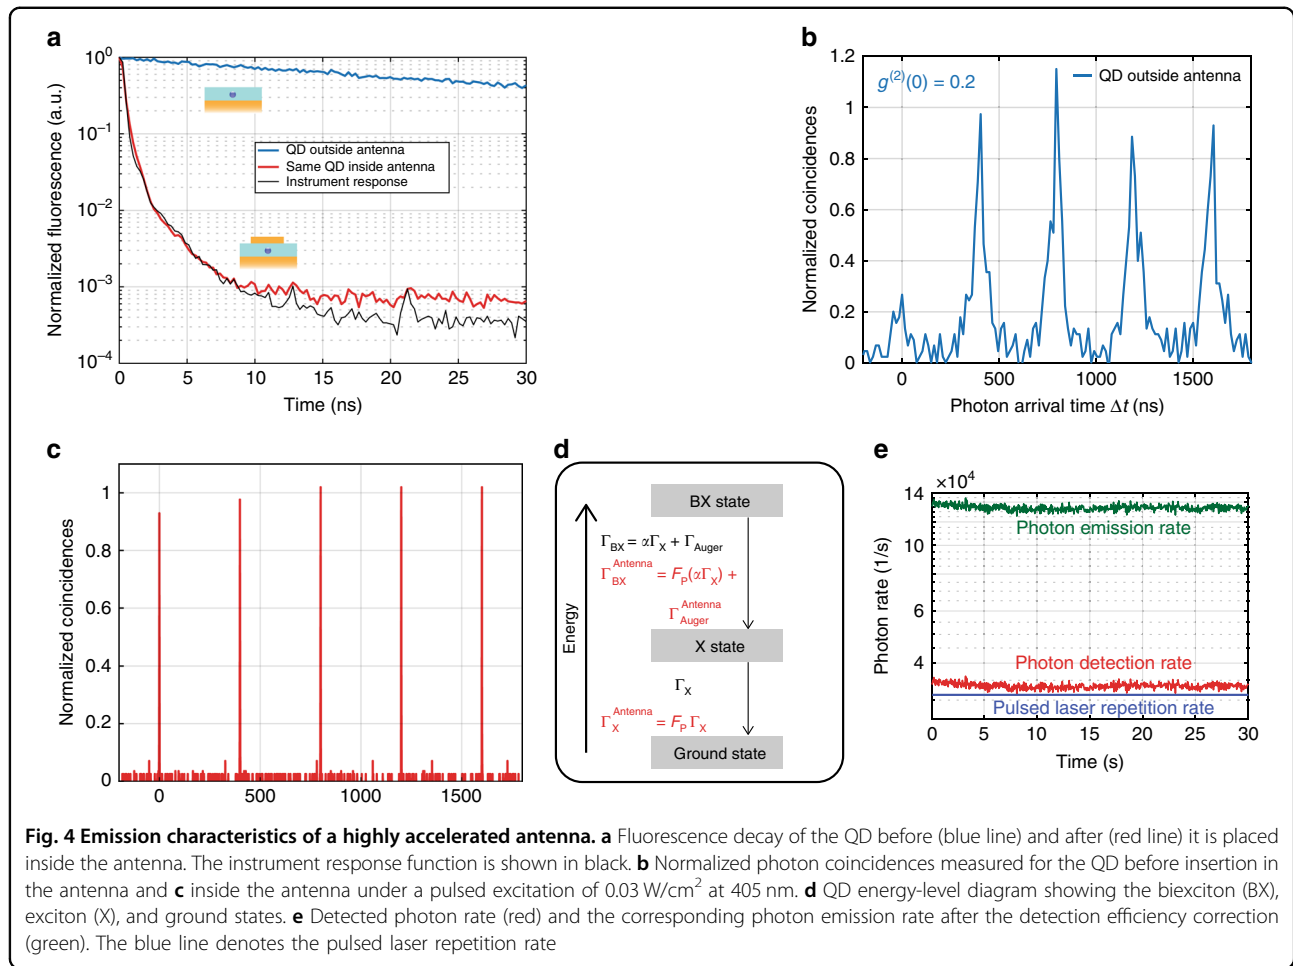 a
10^0
10^-1
10^-2
10^-3
10^-4
Normalized fluorescence (a.u.)
QD outside antenna
Same QD inside antenna
Instrument response
0 5 10 15 20 25 30
Time (ns)
b
1.2
1
0.8
0.6
0.4
0.2
0
Normalized coincidences
g^(2)(0) = 0.2
QD outside antenna
0 500 1000 1500
Photon arrival time Δt (ns)
c
1
0.8
0.6
0.4
0.2
0
Normalized coincidences
0 500 1000 1500
d
Energy
BX state
Γ_BX = αΓ_X + Γ_Auger
Γ_BX^Antenna = F_P(αΓ_X) +
Γ_Auger^Antenna
X state
Γ_X
Γ_X^Antenna = F_P Γ_X
Ground state
e
×10^4
14
10
6
4
Photon rate (1/s)
Photon emission rate
Photon detection rate
Pulsed laser repetition rate
0 5 10 15 20 25 30
Time (s)
Fig. 4 Emission characteristics of a highly accelerated antenna. a Fluorescence decay of the QD before (blue line) and after (red line) it is placed
inside the antenna. The instrument response function is shown in black. b Normalized photon coincidences measured for the QD before insertion in
the antenna and c inside the antenna under a pulsed excitation of 0.03 W/cm² at 405 nm. d QD energy-level diagram showing the biexciton (BX),
exciton (X), and ground states. e Detected photon rate (red) and the corresponding photon emission rate after the detection efficiency correction
(green). The blue line denotes the pulsed laser repetition rate